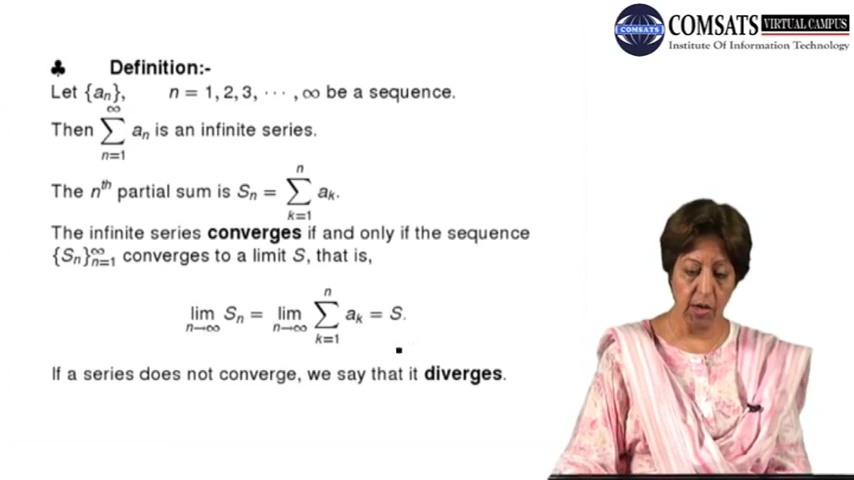 COMSATS VIRTUAL CAMPUS
COMSATS
Institute Of Information Technology
♣ Definition:-
Let {aₙ}, n = 1, 2, 3, ⋯ , ∞ be a sequence.
Then ∑_{n=1}^{∞} aₙ is an infinite series.
The nᵗʰ partial sum is Sₙ = ∑_{k=1}^{n} aₖ.
The infinite series converges if and only if the sequence
{Sₙ}_{n=1}^{∞} converges to a limit S, that is,
lim_{n→∞} Sₙ = lim_{n→∞} ∑_{k=1}^{n} aₖ = S.
If a series does not converge, we say that it diverges.